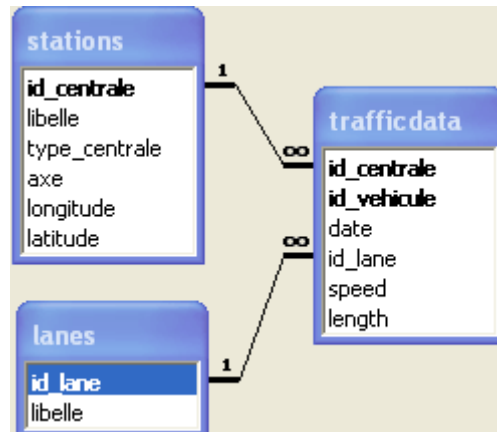 stations
id_centrale
libelle
type_centrale
axe
longitude
latitude
1
∞
trafficdata
id_centrale
id_vehicule
date
id_lane
speed
length
∞
1
lanes
id_lane
libelle